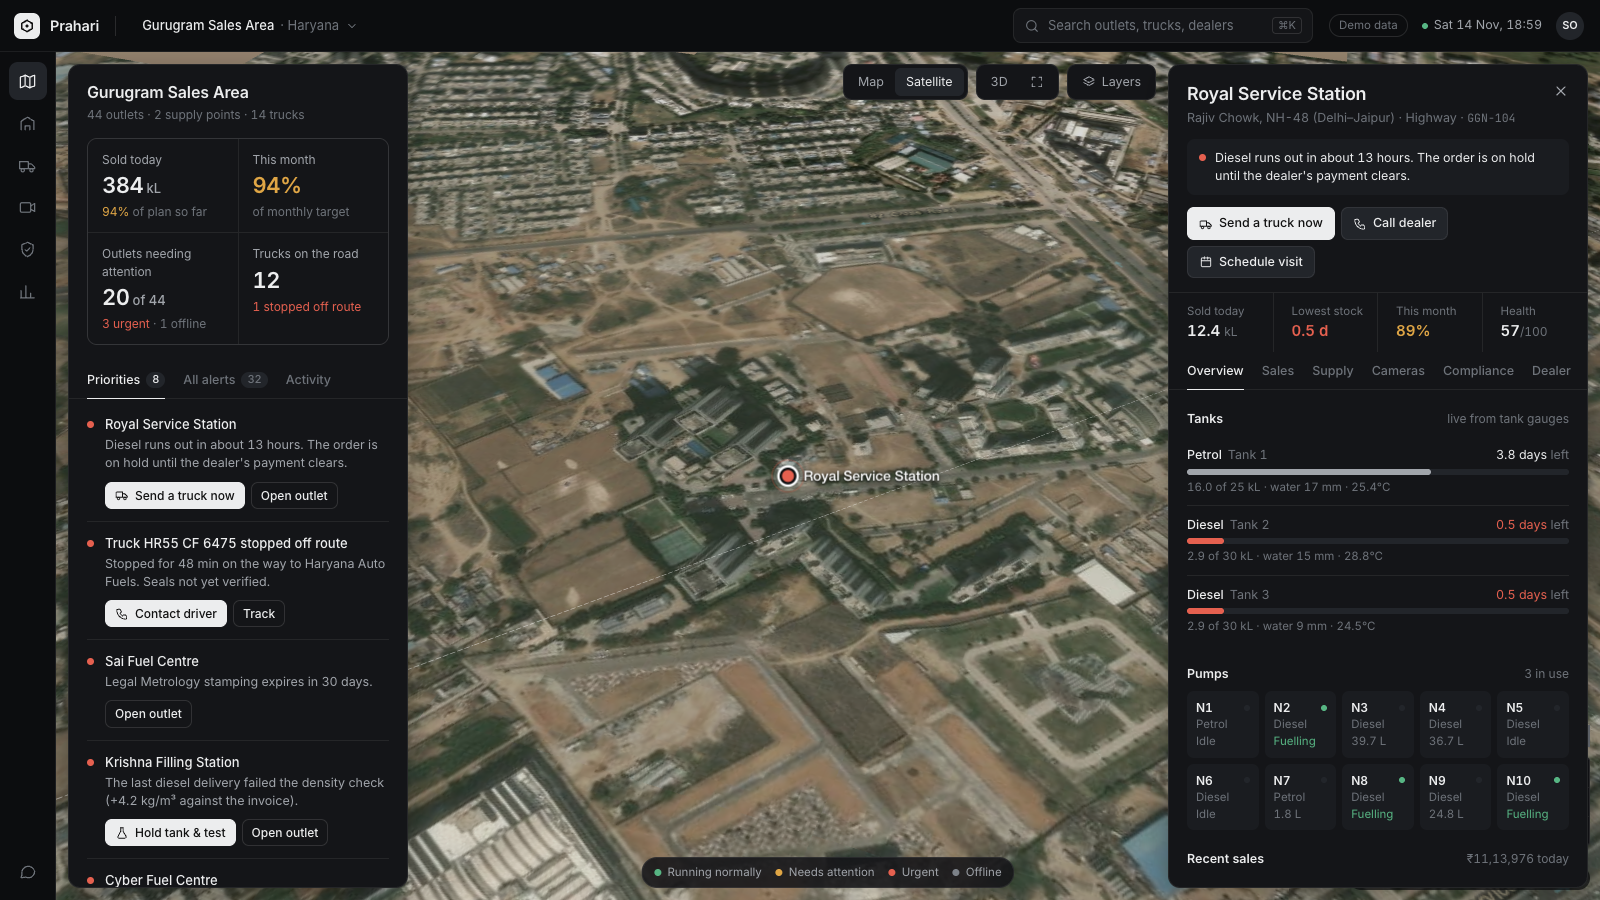 Prahari
Gurugram Sales Area · Haryana
Search outlets, trucks, dealers
⌘K
Demo data
Sat 14 Nov, 18:59
SO
Gurugram Sales Area
44 outlets · 2 supply points · 14 trucks
Sold today
384 kL
94% of plan so far
This month
94%
of monthly target
Outlets needing
attention
20 of 44
3 urgent · 1 offline
Trucks on the road
12
1 stopped off route
Priorities 8
All alerts 32
Activity
Royal Service Station
Diesel runs out in about 13 hours. The order is
on hold until the dealer's payment clears.
Send a truck now
Open outlet
Truck HR55 CF 6475 stopped off route
Stopped for 48 min on the way to Haryana Auto
Fuels. Seals not yet verified.
Contact driver
Track
Sai Fuel Centre
Legal Metrology stamping expires in 30 days.
Open outlet
Krishna Filling Station
The last diesel delivery failed the density check
(+4.2 kg/m³ against the invoice).
Hold tank & test
Open outlet
Cyber Fuel Centre
Map
Satellite
3D
Layers
Royal Service Station
Running normally
Needs attention
Urgent
Offline
Royal Service Station
Rajiv Chowk, NH-48 (Delhi–Jaipur) · Highway · GGN-104
Diesel runs out in about 13 hours. The order is on hold
until the dealer's payment clears.
Send a truck now
Call dealer
Schedule visit
Sold today
12.4 kL
Lowest stock
0.5 d
This month
89%
Health
57/100
Overview
Sales
Supply
Cameras
Compliance
Dealer
Tanks
live from tank gauges
Petrol Tank 1
3.8 days left
16.0 of 25 kL · water 17 mm · 25.4°C
Diesel Tank 2
0.5 days left
2.9 of 30 kL · water 15 mm · 28.8°C
Diesel Tank 3
0.5 days left
2.9 of 30 kL · water 9 mm · 24.5°C
Pumps
3 in use
N1
Petrol
Idle
N2
Diesel
Fuelling
N3
Diesel
39.7 L
N4
Diesel
36.7 L
N5
Diesel
Idle
N6
Diesel
Idle
N7
Petrol
1.8 L
N8
Diesel
Fuelling
N9
Diesel
24.8 L
N10
Diesel
Fuelling
Recent sales
₹11,13,976 today